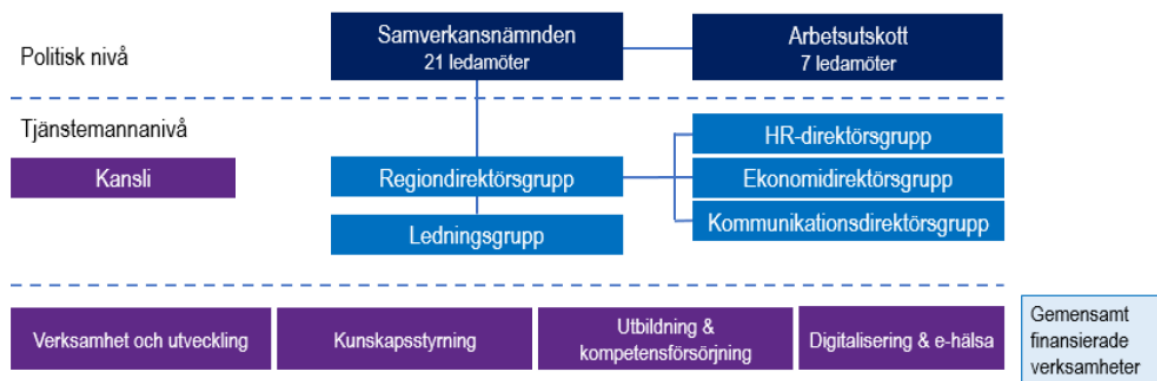 Samverkansnämnden
21 ledamöter
Arbetsutskott
7 ledamöter
Politisk nivå
Tjänstemannanivå
Kansli
Regiondirektörsgrupp
Ledningsgrupp
HR-direktörsgrupp
Ekonomidirektörsgrupp
Kommunikationsdirektörsgrupp
Verksamhet och utveckling
Kunskapsstyrning
Utbildning &
kompetensförsörjning
Digitalisering & e-hälsa
Gemensamt
finansierade
verksamheter